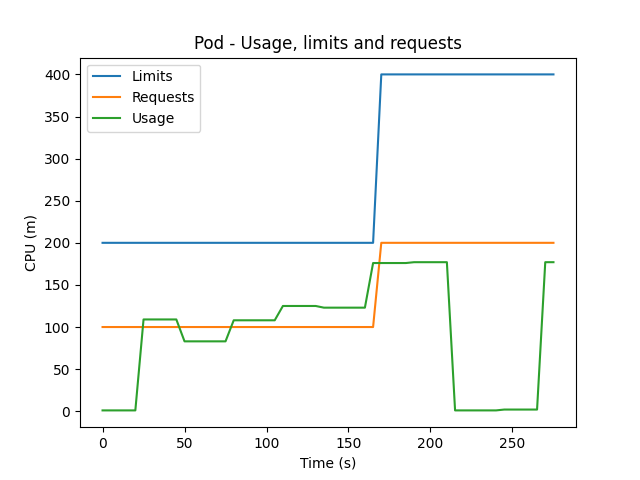 Pod - Usage, limits and requests
400
350
300
250
200
150
100
50
0
CPU (m)
Limits
Requests
Usage
0 50 100 150 200 250
Time (s)